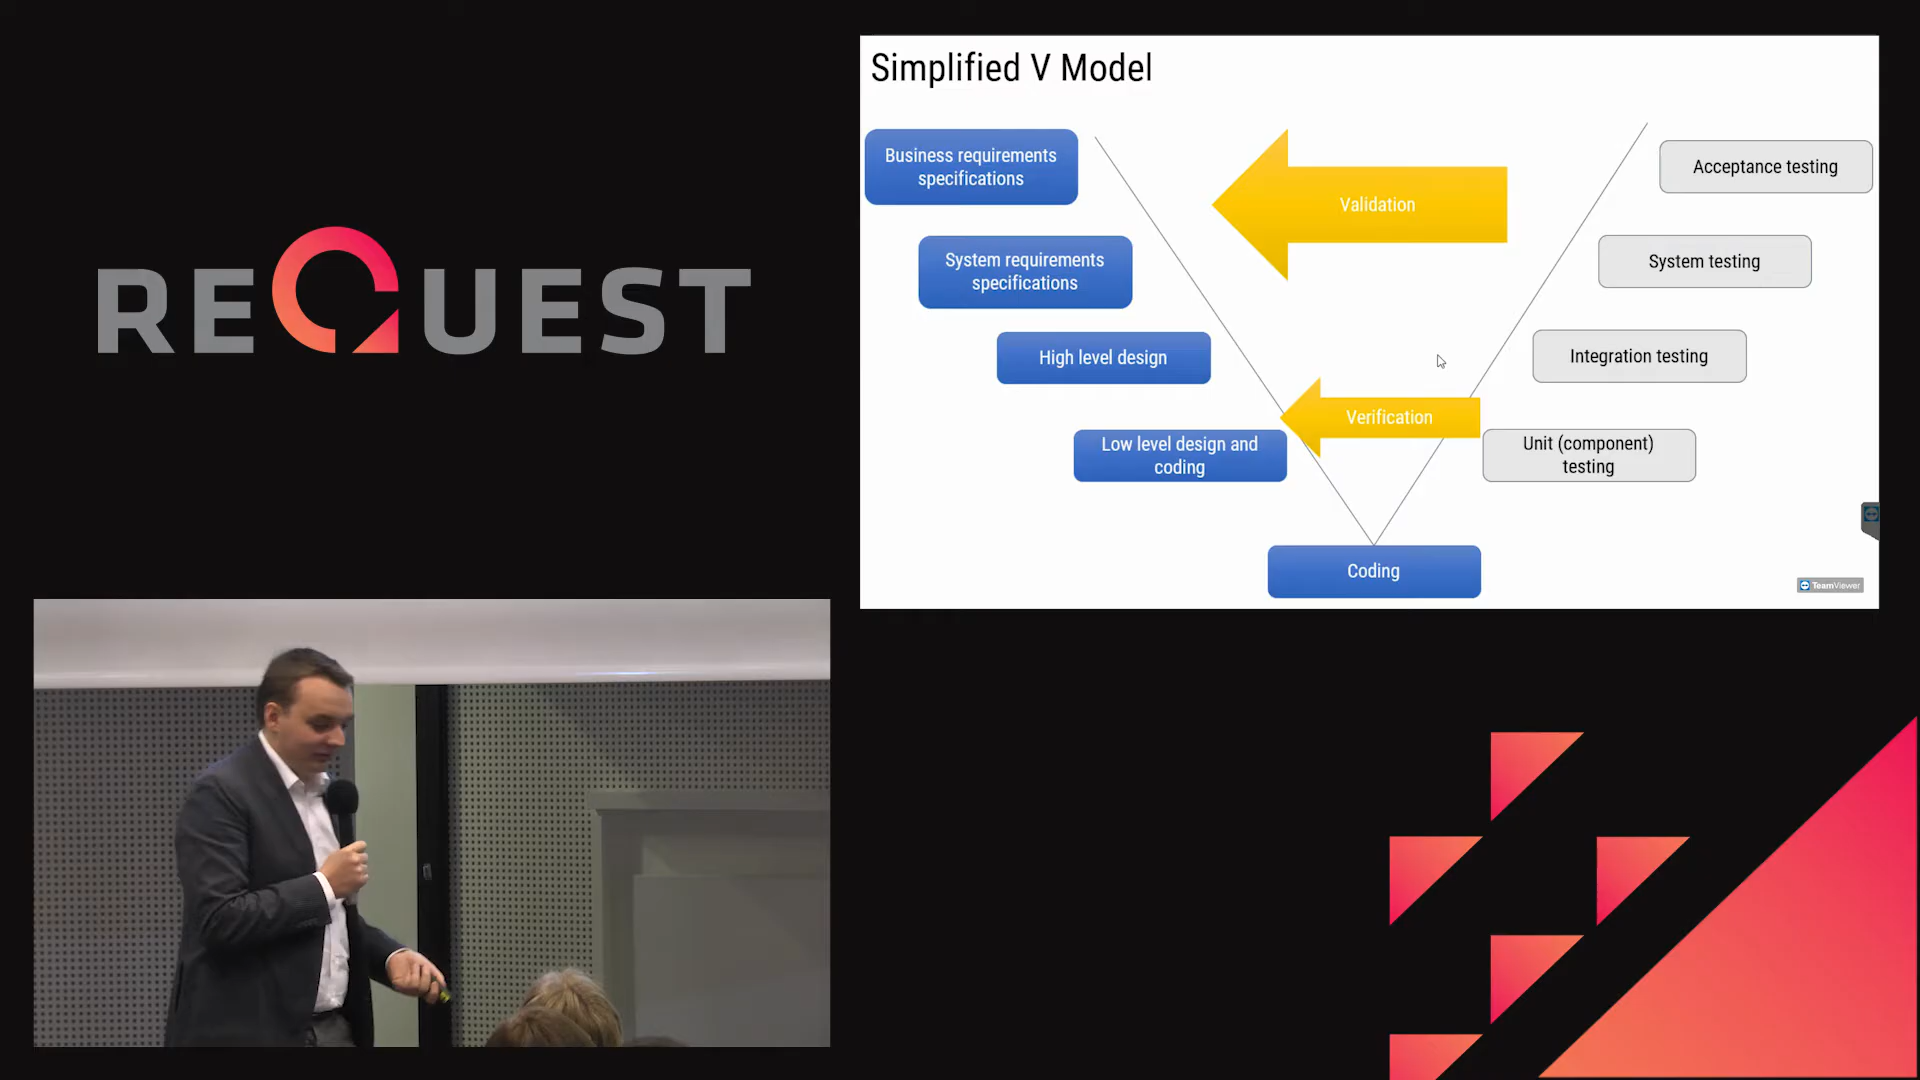 REQUEST
Simplified V Model
Business requirements
specifications
Validation
Acceptance testing
System requirements
specifications
System testing
High level design
Integration testing
Verification
Low level design and
coding
Unit (component)
testing
Coding
TeamViewer